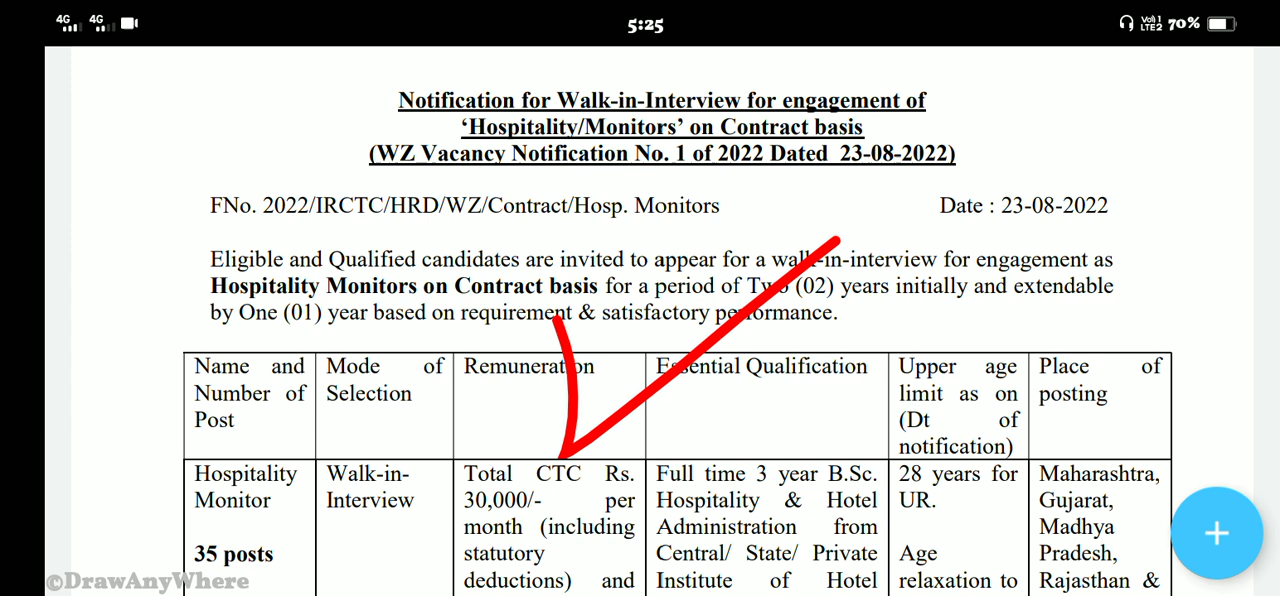 4G 4G 5:25 Vol) 1 LTE2 70%
Notification for Walk-in-Interview for engagement of
‘Hospitality/Monitors’ on Contract basis
(WZ Vacancy Notification No. 1 of 2022 Dated 23-08-2022)
FNo. 2022/IRCTC/HRD/WZ/Contract/Hosp. Monitors Date : 23-08-2022
Eligible and Qualified candidates are invited to appear for a walk-in-interview for engagement as
Hospitality Monitors on Contract basis for a period of Two (02) years initially and extendable
by One (01) year based on requirement & satisfactory performance.
Name and
Number of
Post
Mode of
Selection
Remuneration
Essential Qualification
Upper age
limit as on
(Dt of
notification)
Place of
posting
Hospitality
Monitor
35 posts
Walk-in-
Interview
Total CTC Rs.
30,000/- per
month (including
statutory
deductions) and
Full time 3 year B.Sc.
Hospitality & Hotel
Administration from
Central/ State/ Private
Institute of Hotel
28 years for
UR.
Age
relaxation to
Maharashtra,
Gujarat,
Madhya
Pradesh,
Rajasthan &
©DrawAnyWhere